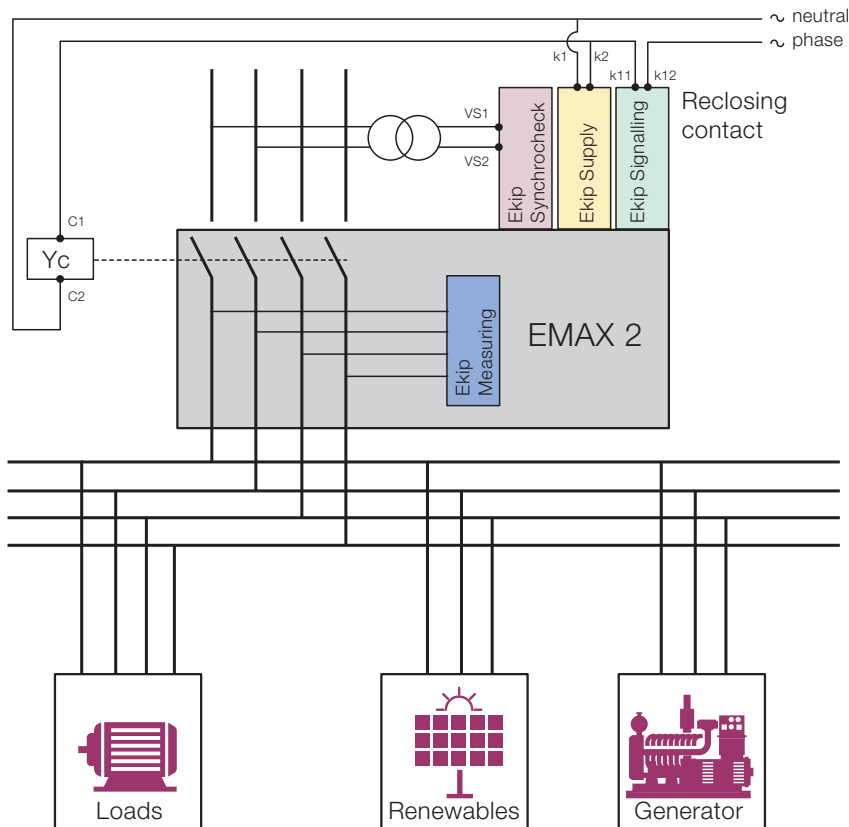 ~ neutral
~ phase
k1
k2
k11
k12
Reclosing
contact
VS1
VS2
Ekip
Synchrocheck
Ekip Supply
Ekip Signalling
C1
Yc
C2
EMAX 2
Ekip
Measuring
Loads
Renewables
Generator